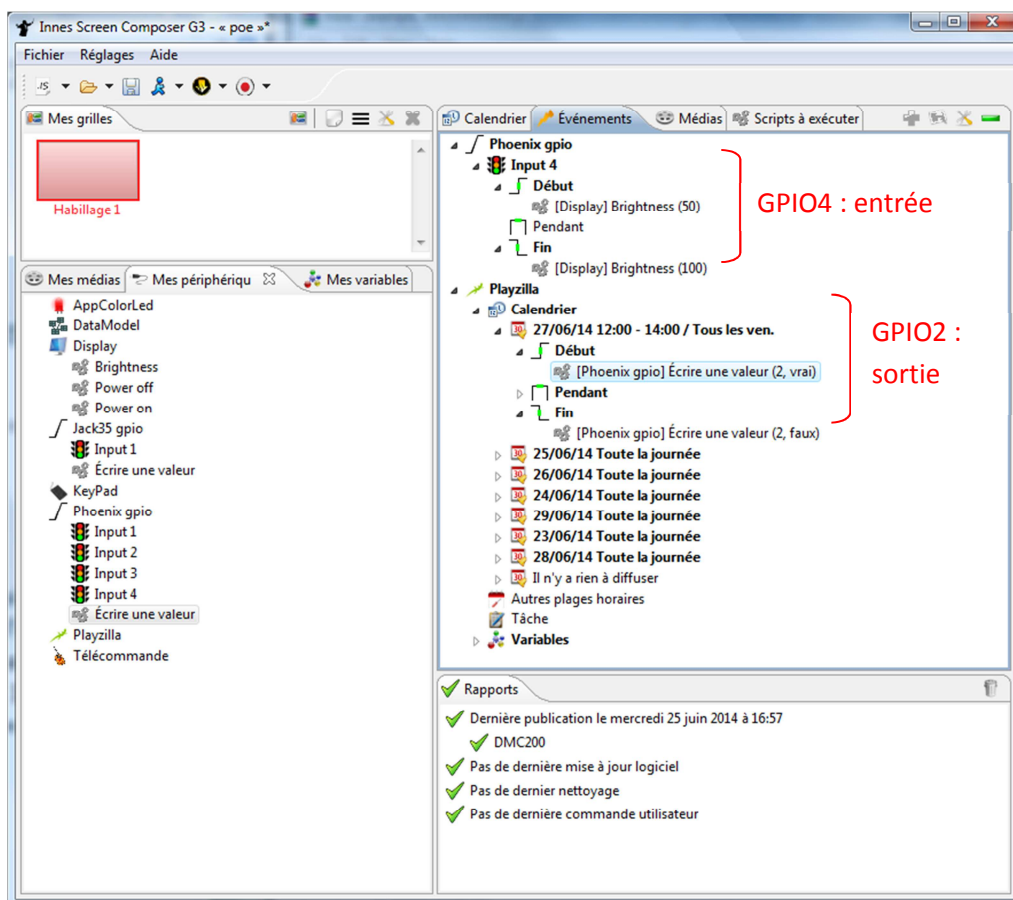 Innes Screen Composer G3 - « poe »*
Fichier Réglages Aide
JS
Mes grilles
Habillage 1
Mes médias Mes périphériqu Mes variables
AppColorLed
DataModel
Display
Brightness
Power off
Power on
Jack35 gpio
Input 1
Écrire une valeur
KeyPad
Phoenix gpio
Input 1
Input 2
Input 3
Input 4
Écrire une valeur
Playzilla
Télécommande
Calendrier Événements Médias Scripts à exécuter
Phoenix gpio
Input 4
Début
[Display] Brightness (50)
Pendant
Fin
[Display] Brightness (100)
GPIO4 : entrée
Playzilla
Calendrier
27/06/14 12:00 - 14:00 / Tous les ven.
Début
[Phoenix gpio] Écrire une valeur (2, vrai)
Pendant
Fin
[Phoenix gpio] Écrire une valeur (2, faux)
GPIO2 :
sortie
25/06/14 Toute la journée
26/06/14 Toute la journée
24/06/14 Toute la journée
29/06/14 Toute la journée
23/06/14 Toute la journée
28/06/14 Toute la journée
Il n'y a rien à diffuser
Autres plages horaires
Tâche
Variables
Rapports
Dernière publication le mercredi 25 juin 2014 à 16:57
DMC200
Pas de dernière mise à jour logiciel
Pas de dernier nettoyage
Pas de dernière commande utilisateur